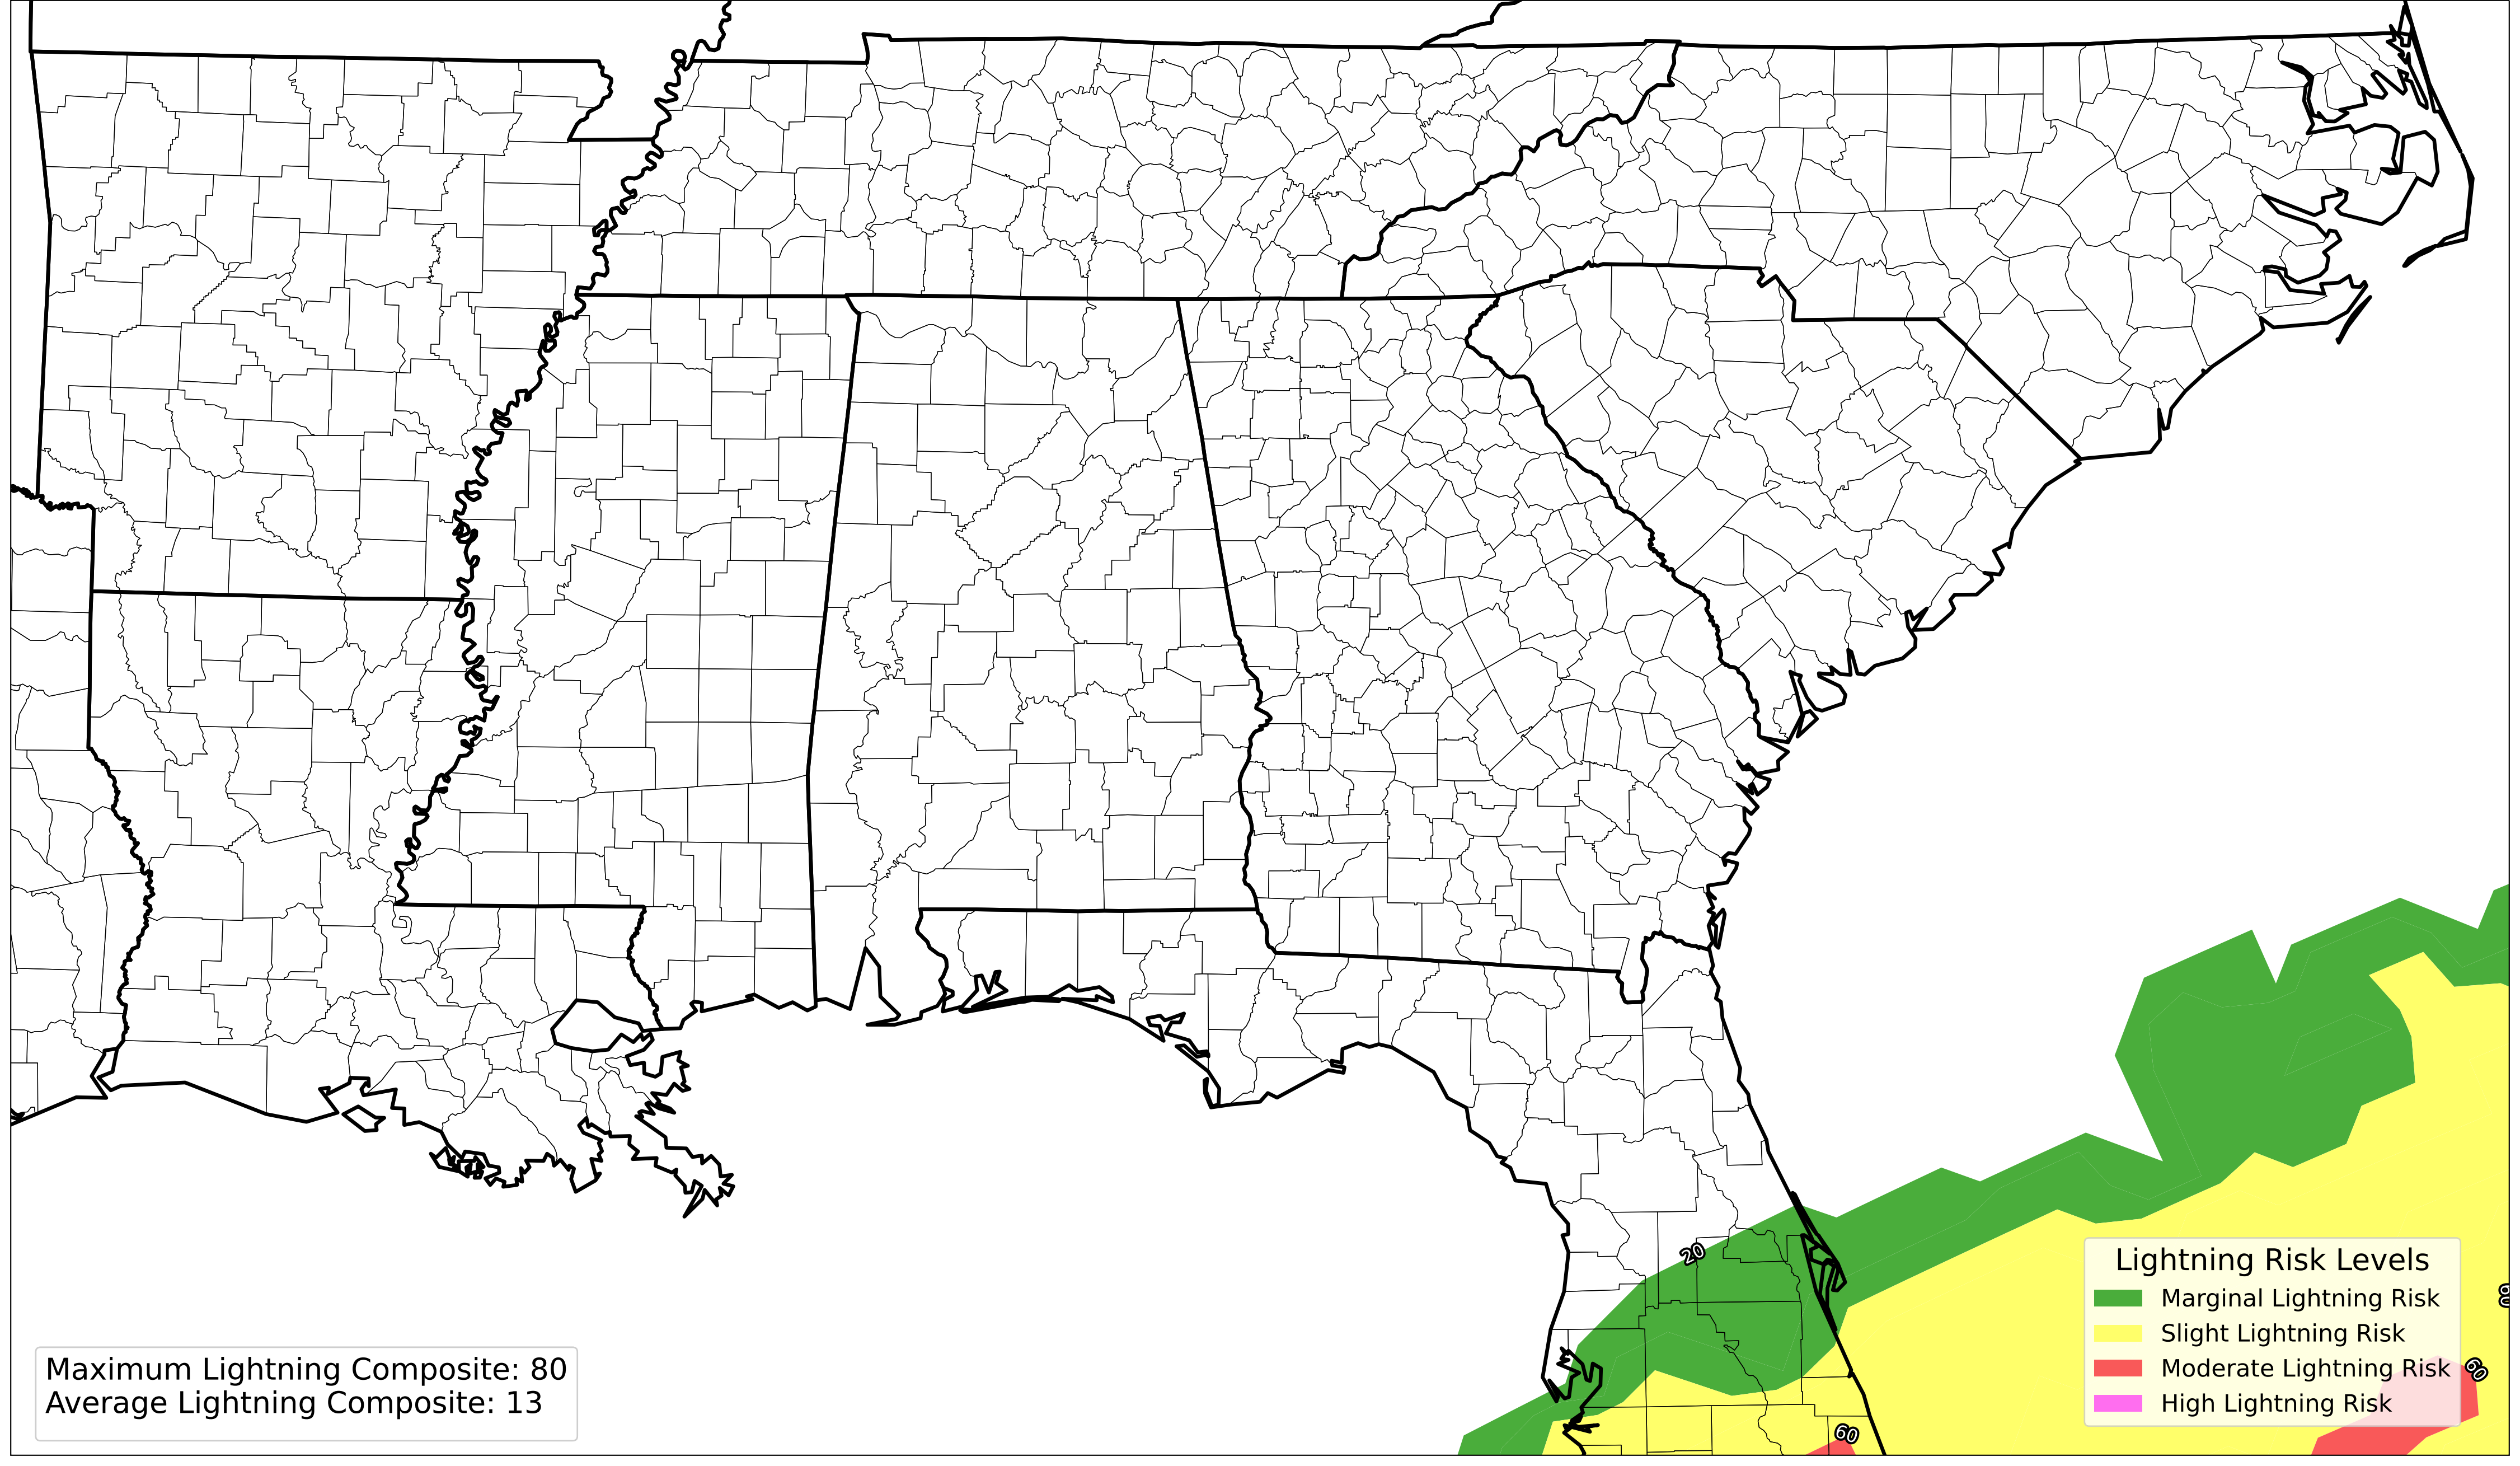 20
Lightning Risk Levels
Marginal Lightning Risk
Slight Lightning Risk
Moderate Lightning Risk
High Lightning Risk
60
60
Maximum Lightning Composite: 80
Average Lightning Composite: 13